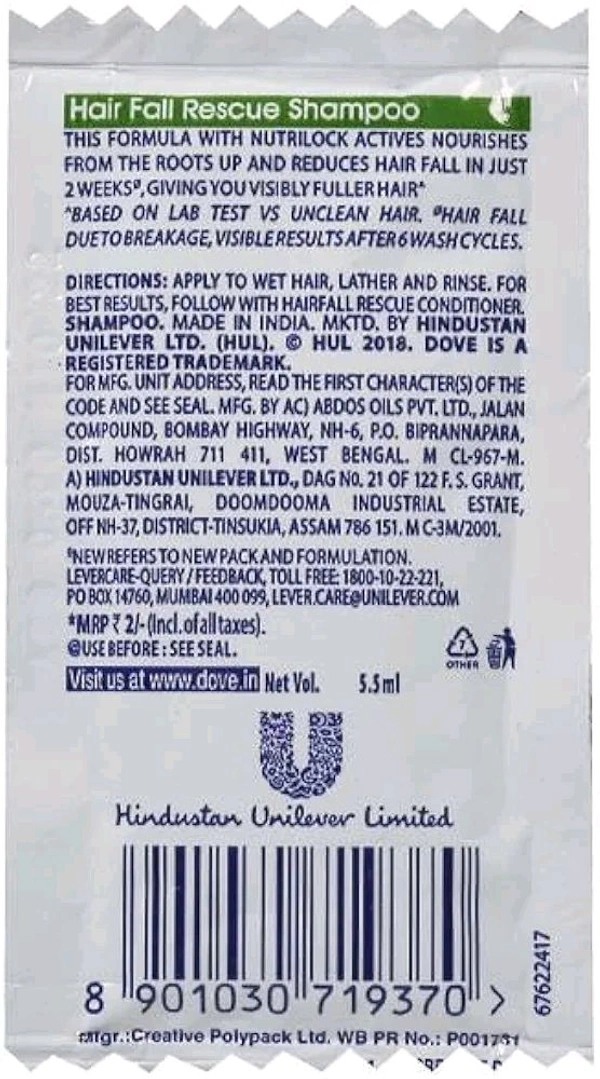 Hair Fall Rescue Shampoo
THIS FORMULA WITH NUTRILOCK ACTIVES NOURISHES
FROM THE ROOTS UP AND REDUCES HAIR FALL IN JUST
2 WEEKSØ, GIVING YOU VISIBLY FULLER HAIR^
^BASED ON LAB TEST VS UNCLEAN HAIR. ØHAIR FALL
DUE TO BREAKAGE, VISIBLE RESULTS AFTER 6 WASH CYCLES.
DIRECTIONS: APPLY TO WET HAIR, LATHER AND RINSE. FOR
BEST RESULTS, FOLLOW WITH HAIRFALL RESCUE CONDITIONER.
SHAMPOO. MADE IN INDIA. MKTD. BY HINDUSTAN
UNILEVER LTD. (HUL). © HUL 2018. DOVE IS A
REGISTERED TRADEMARK.
FOR MFG. UNIT ADDRESS, READ THE FIRST CHARACTER(S) OF THE
CODE AND SEE SEAL. MFG. BY AC) ABDOS OILS PVT. LTD., JALAN
COMPOUND, BOMBAY HIGHWAY, NH-6, P.O. BIPRANNAPARA,
DIST. HOWRAH 711 411, WEST BENGAL. M CL-967-M.
A) HINDUSTAN UNILEVER LTD., DAG NO. 21 OF 122 F. S. GRANT,
MOUZA-TINGRAI, DOOMDOOMA INDUSTRIAL ESTATE,
OFF NH-37, DISTRICT-TINSUKIA, ASSAM 786 151. M C-3M/2001.
NEW REFERS TO NEW PACK AND FORMULATION.
LEVERCARE-QUERY / FEEDBACK, TOLL FREE: 1800-10-22-221,
PO BOX 14760, MUMBAI 400 099, LEVER.CARE@UNILEVER.COM
*MRP ₹ 2/- (Incl. of all taxes).
@USE BEFORE : SEE SEAL.
7
OTHER
Visit us at www.dove.in Net Vol. 5.5 ml
Hindustan Unilever Limited
8 901030 719370 >
67622417
Mfgr.:Creative Polypack Ltd. WB PR No.: